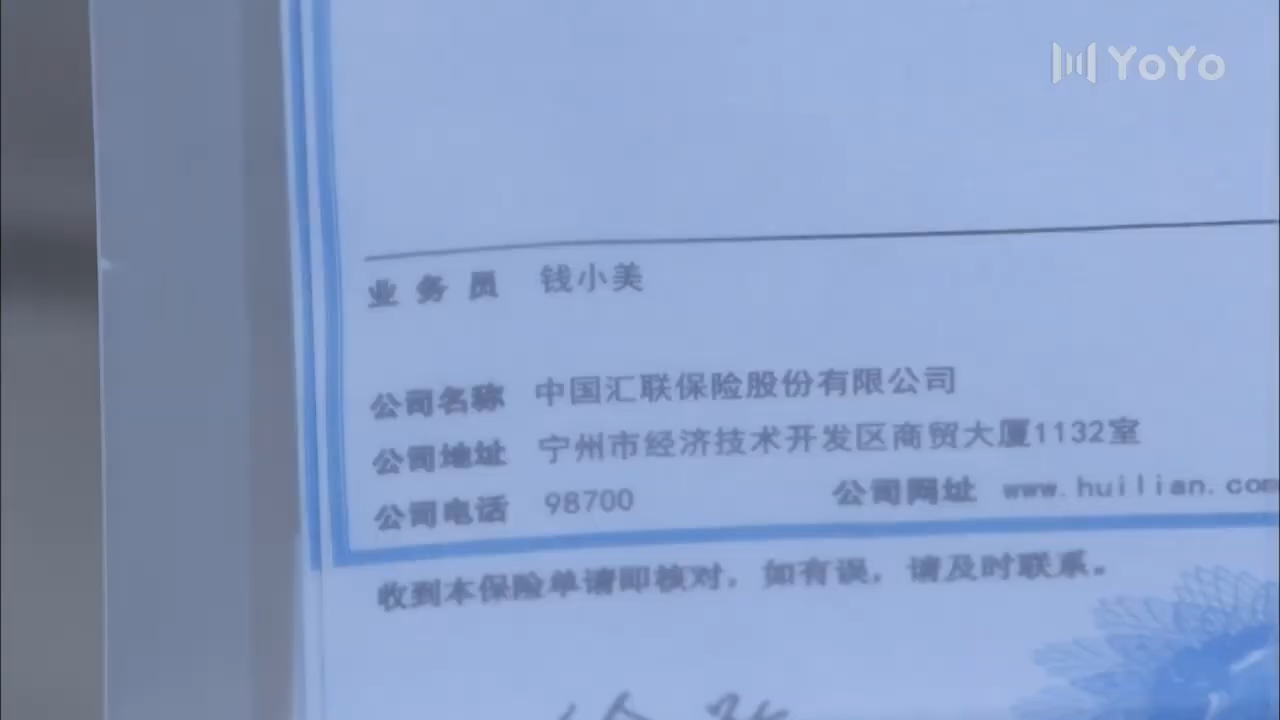 YoYo
业务员 钱小美
公司名称 中国汇联保险股份有限公司
公司地址 宁州市经济技术开发区商贸大厦1132室
公司电话 98700 公司网址 www.huilian.com
收到本保险单请即核对，如有误，请及时联系。